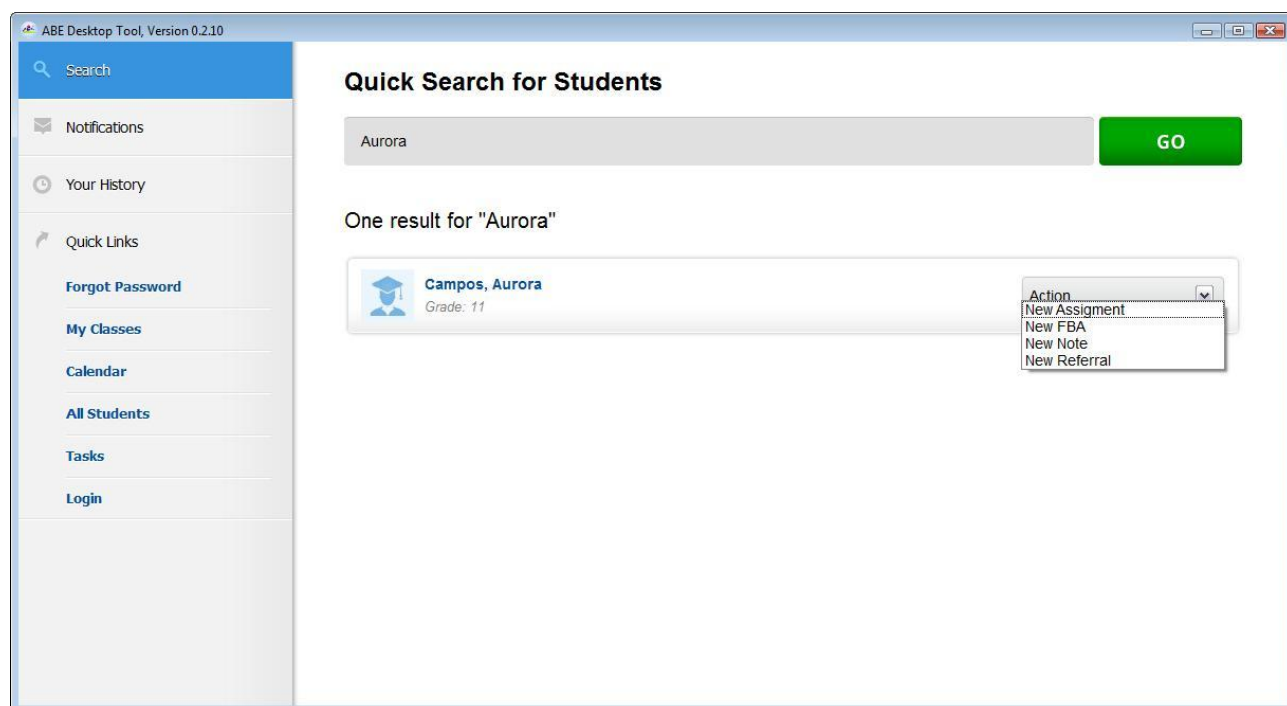 ABE Desktop Tool, Version 0.2.10
Search
Notifications
Your History
Quick Links
Forgot Password
My Classes
Calendar
All Students
Tasks
Login
Quick Search for Students
Aurora
GO
One result for "Aurora"
Campos, Aurora
Grade: 11
Action
New Assigment
New FBA
New Note
New Referral